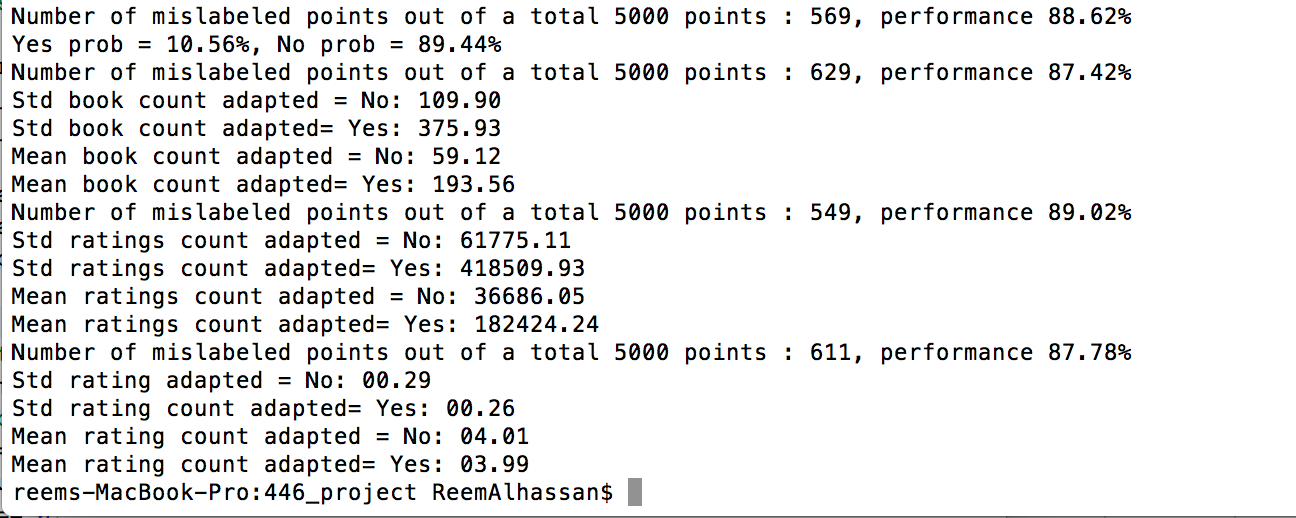 Number of mislabeled points out of a total 5000 points : 569, performance 88.62%
Yes prob = 10.56%, No prob = 89.44%
Number of mislabeled points out of a total 5000 points : 629, performance 87.42%
Std book count adapted = No: 109.90
Std book count adapted= Yes: 375.93
Mean book count adapted = No: 59.12
Mean book count adapted= Yes: 193.56
Number of mislabeled points out of a total 5000 points : 549, performance 89.02%
Std ratings count adapted = No: 61775.11
Std ratings count adapted= Yes: 418509.93
Mean ratings count adapted = No: 36686.05
Mean ratings count adapted= Yes: 182424.24
Number of mislabeled points out of a total 5000 points : 611, performance 87.78%
Std rating adapted = No: 00.29
Std rating count adapted= Yes: 00.26
Mean rating count adapted = No: 04.01
Mean rating count adapted= Yes: 03.99
reems-MacBook-Pro:446_project ReemAlhassan$